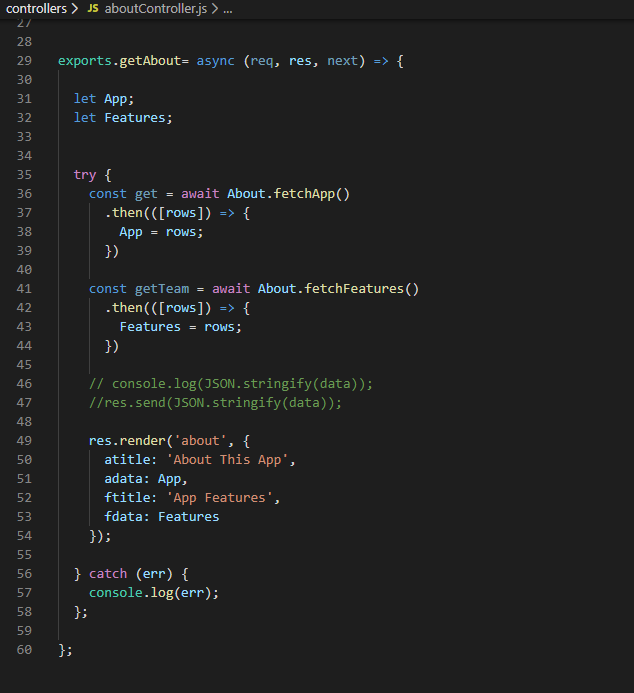 controllers > JS aboutController.js > ...
27
28
29 exports.getAbout= async (req, res, next) => {
30
31 let App;
32 let Features;
33
34
35 try {
36 const get = await About.fetchApp()
37 .then(([rows]) => {
38 App = rows;
39 })
40
41 const getTeam = await About.fetchFeatures()
42 .then(([rows]) => {
43 Features = rows;
44 })
45
46 // console.log(JSON.stringify(data));
47 //res.send(JSON.stringify(data));
48
49 res.render('about', {
50 atitle: 'About This App',
51 adata: App,
52 ftitle: 'App Features',
53 fdata: Features
54 });
55
56 } catch (err) {
57 console.log(err);
58 };
59
60 };